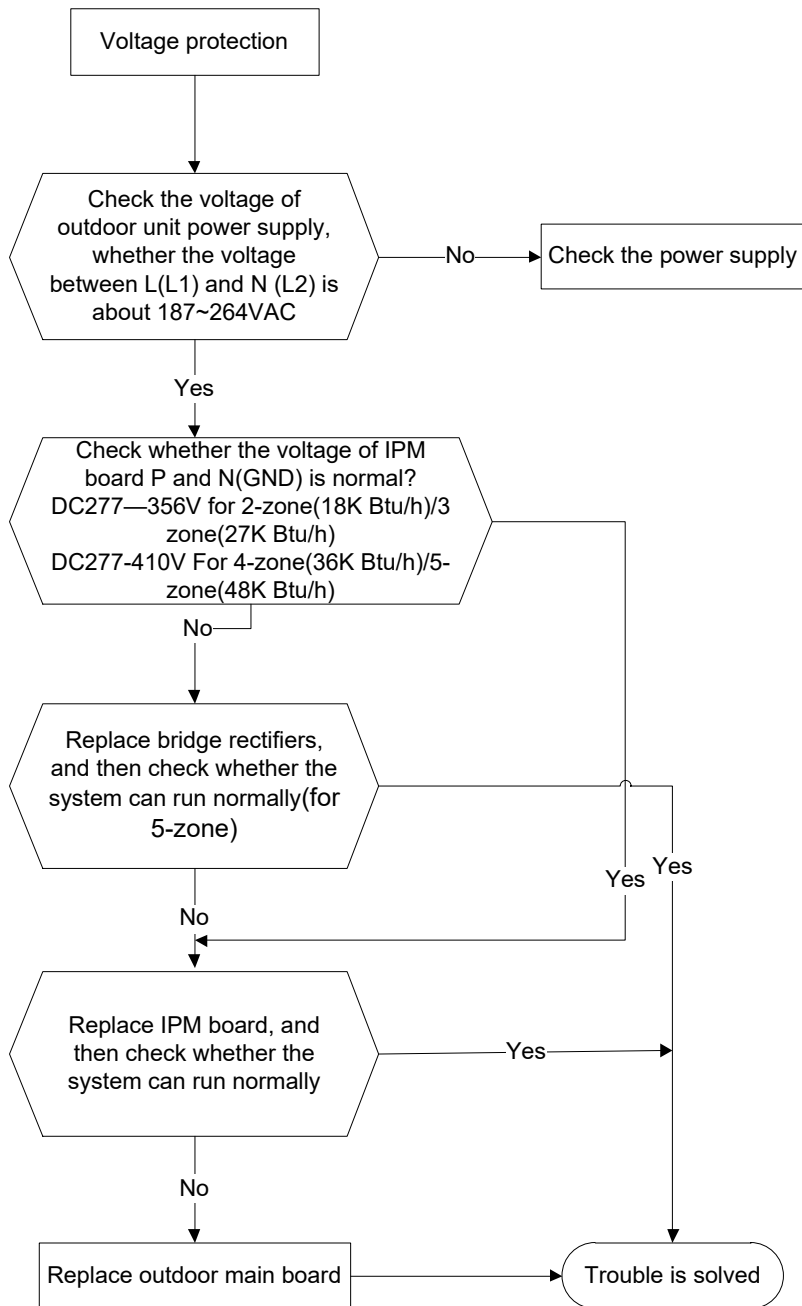 Voltage protection
Check the voltage of
outdoor unit power supply,
whether the voltage
between L(L1) and N (L2) is
about 187~264VAC
No
Check the power supply
Yes
Check whether the voltage of IPM
board P and N(GND) is normal?
DC277—356V for 2-zone(18K Btu/h)/3
zone(27K Btu/h)
DC277-410V For 4-zone(36K Btu/h)/5-
zone(48K Btu/h)
No
Replace bridge rectifiers,
and then check whether the
system can run normally(for
5-zone)
Yes
Yes
No
Replace IPM board, and
then check whether the
system can run normally
Yes
No
Replace outdoor main board
Trouble is solved